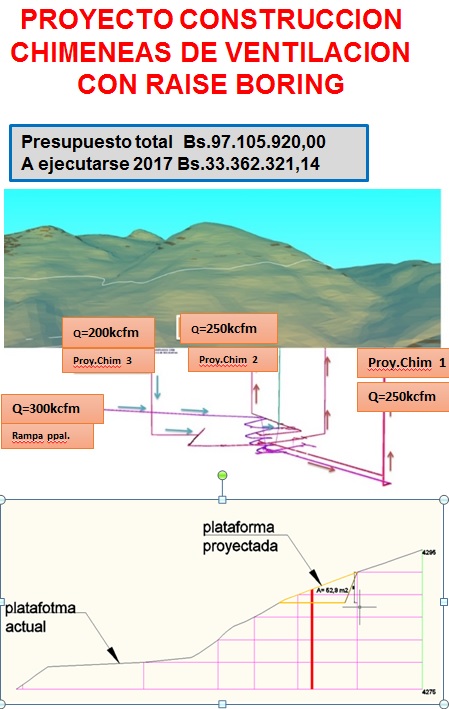 PROYECTO CONSTRUCCION
CHIMENEAS DE VENTILACION
CON RAISE BORING
Presupuesto total Bs.97.105.920,00
A ejecutarse 2017 Bs.33.362.321,14
Q=200kcfm
Q=250kcfm
Proy.Chim 3
Proy.Chim 2
Proy.Chim 1
Q=250kcfm
Q=300kcfm
Rampa ppal.
plataforma
proyectada
4295
A= 52,8 m2
platafotma
actual
4275